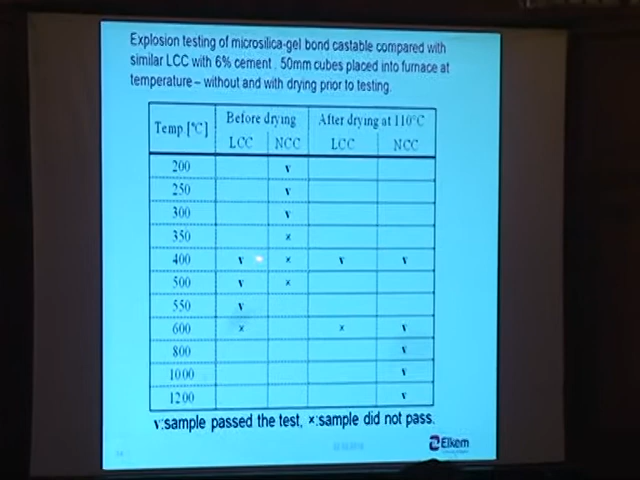 Explosion testing of microsilica-gel bond castable compared with
similar LCC with 6% cement . 50mm cubes placed into furnace at
temperature – without and with drying prior to testing.
Temp [°C] Before drying After drying at 110°C
LCC NCC LCC NCC
200 v
250 v
300 v
350 x
400 v x v v
500 v x
550 v
600 x x v
800 v
1000 v
1200 v
v:sample passed the test, x:sample did not pass.
Elkem